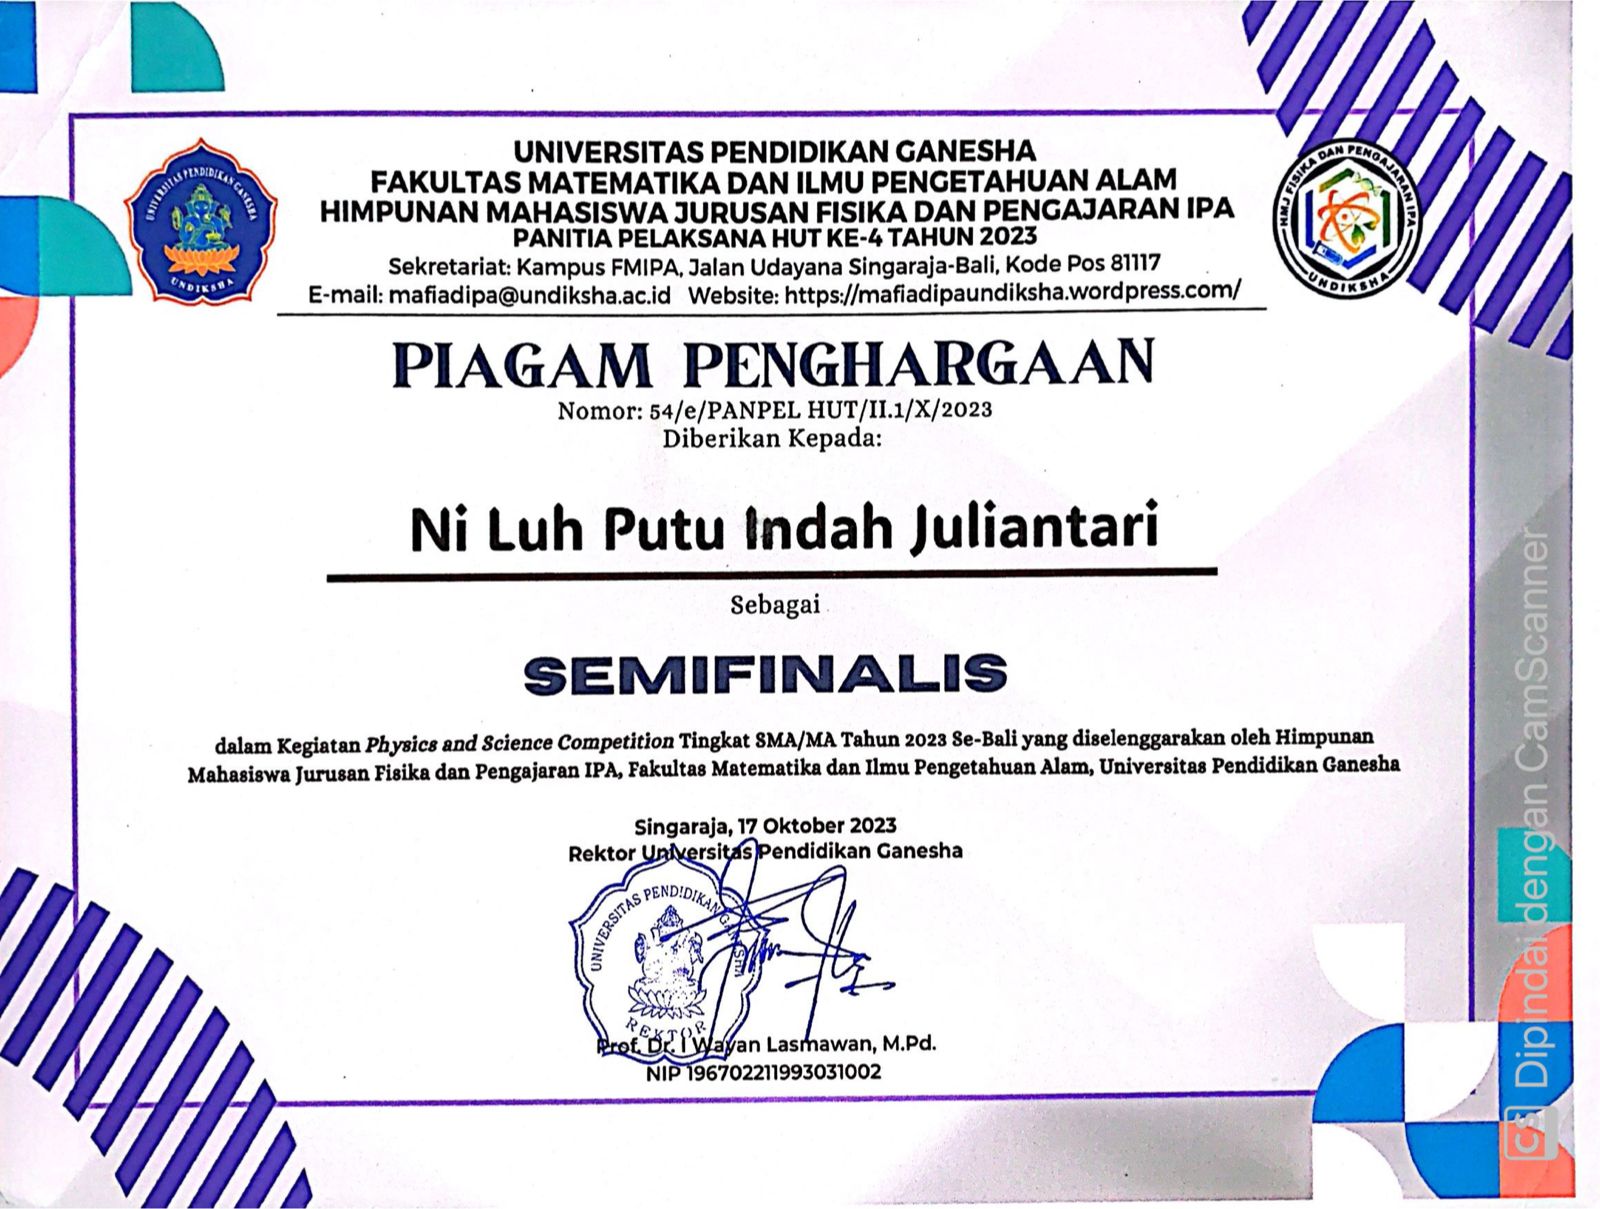 UNIVERSITAS PENDIDIKAN GANESHA
FAKULTAS MATEMATIKA DAN ILMU PENGETAHUAN ALAM
HIMPUNAN MAHASISWA JURUSAN FISIKA DAN PENGAJARAN IPA
PANITIA PELAKSANA HUT KE-4 TAHUN 2023
Sekretariat: Kampus FMIPA, Jalan Udayana Singaraja-Bali, Kode Pos 81117
E-mail: mafiadipa@undiksha.ac.id Website: https://mafiadipaundiksha.wordpress.com/
UNIVERSITAS PENDIDIKAN GANESHA
UNDIKSHA
HMJ FISIKA DAN PENGAJARAN IPA
UNDIKSHA
PIAGAM PENGHARGAAN
Nomor: 54/e/PANPEL HUT/II.1/X/2023
Diberikan Kepada:
Ni Luh Putu Indah Juliantari
Sebagai
SEMIFINALIS
dalam Kegiatan Physics and Science Competition Tingkat SMA/MA Tahun 2023 Se-Bali yang diselenggarakan oleh Himpunan
Mahasiswa Jurusan Fisika dan Pengajaran IPA, Fakultas Matematika dan Ilmu Pengetahuan Alam, Universitas Pendidikan Ganesha
Singaraja, 17 Oktober 2023
Rektor Universitas Pendidikan Ganesha
UNIVERSITAS PENDIDIKAN GANESHA
REKTOR
Prof. Dr. I Wayan Lasmawan, M.Pd.
NIP 196702211993031002
CS Dipindai dengan CamScanner